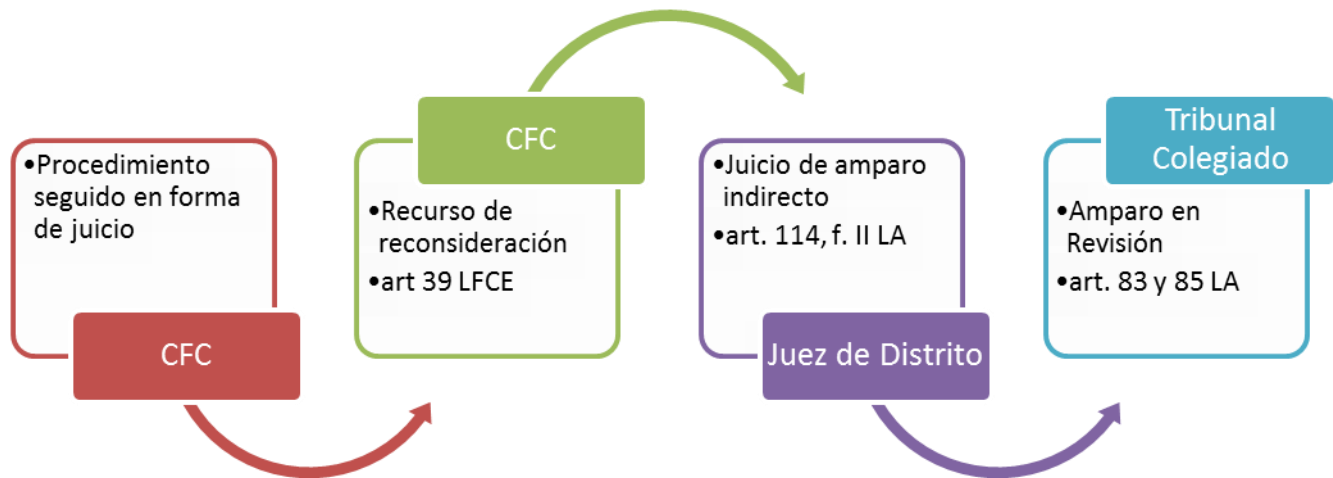 •Procedimiento
seguido en forma
de juicio
CFC
CFC
•Recurso de
reconsideración
•art 39 LFCE
•Juicio de amparo
indirecto
•art. 114, f. II LA
Juez de Distrito
Tribunal
Colegiado
•Amparo en
Revisión
•art. 83 y 85 LA